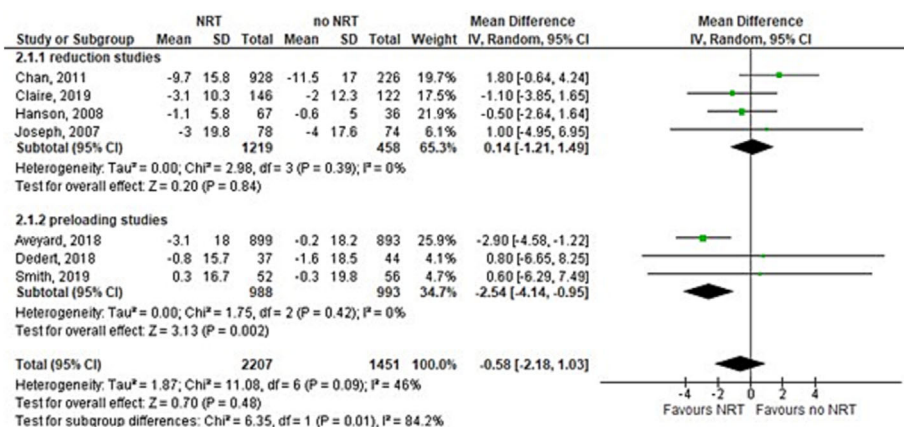 NRT no NRT Mean Difference Mean Difference
Study or Subgroup Mean SD Total Mean SD Total Weight IV, Random, 95% CI IV, Random, 95% CI
2.1.1 reduction studies
Chan, 2011 -9.7 15.8 928 -11.5 17 226 19.7% 1.80 [-0.64, 4.24]
Claire, 2019 -3.1 10.3 146 -2 12.3 122 17.5% -1.10 [-3.85, 1.65]
Hanson, 2008 -1.1 5.8 67 -0.6 5 36 21.9% -0.50 [-2.64, 1.64]
Joseph, 2007 -3 19.8 78 -4 17.6 74 6.1% 1.00 [-4.95, 6.95]
Subtotal (95% CI) 1219 458 65.3% 0.14 [-1.21, 1.49]
Heterogeneity: Tau² = 0.00; Chi² = 2.98, df = 3 (P = 0.39); I² = 0%
Test for overall effect: Z = 0.20 (P = 0.84)
2.1.2 preloading studies
Aveyard, 2018 -3.1 18 899 -0.2 18.2 893 25.9% -2.90 [-4.58, -1.22]
Dedert, 2018 -0.8 15.7 37 -1.6 18.5 44 4.2% 0.80 [-6.65, 8.25]
Smith, 2019 0.3 16.7 52 -0.3 19.8 56 4.7% 0.60 [-6.29, 7.49]
Subtotal (95% CI) 988 993 34.7% -2.54 [-4.14, -0.95]
Heterogeneity: Tau² = 0.00; Chi² = 1.75, df = 2 (P = 0.42); I² = 0%
Test for overall effect: Z = 3.13 (P = 0.002)
Total (95% CI) 2207 1451 100.0% -0.58 [-2.18, 1.03]
Heterogeneity: Tau² = 1.87; Chi² = 11.08, df = 6 (P = 0.09); I² = 46%
Test for overall effect: Z = 0.70 (P = 0.48)
Test for subgroup differences: Chi² = 6.35, df = 1 (P = 0.01), I² = 84.2%
-4 -2 0 2 4
Favours NRT Favours no NRT